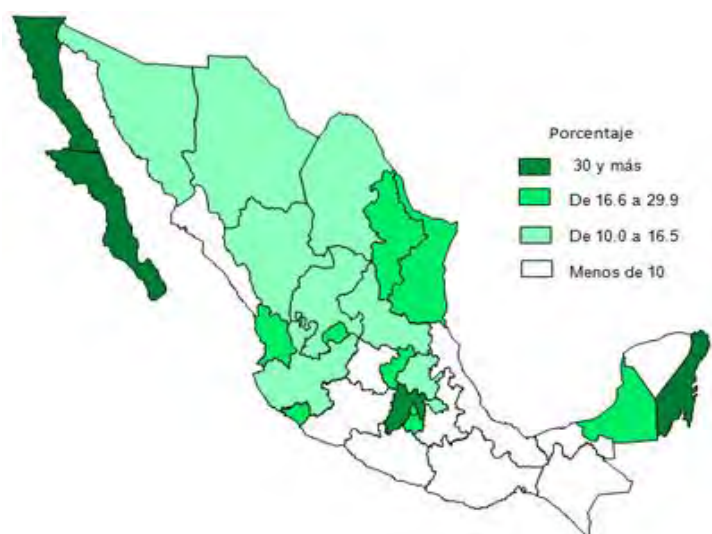 Porcentaje
30 y más
De 16.6 a 29.9
De 10.0 a 16.5
Menos de 10